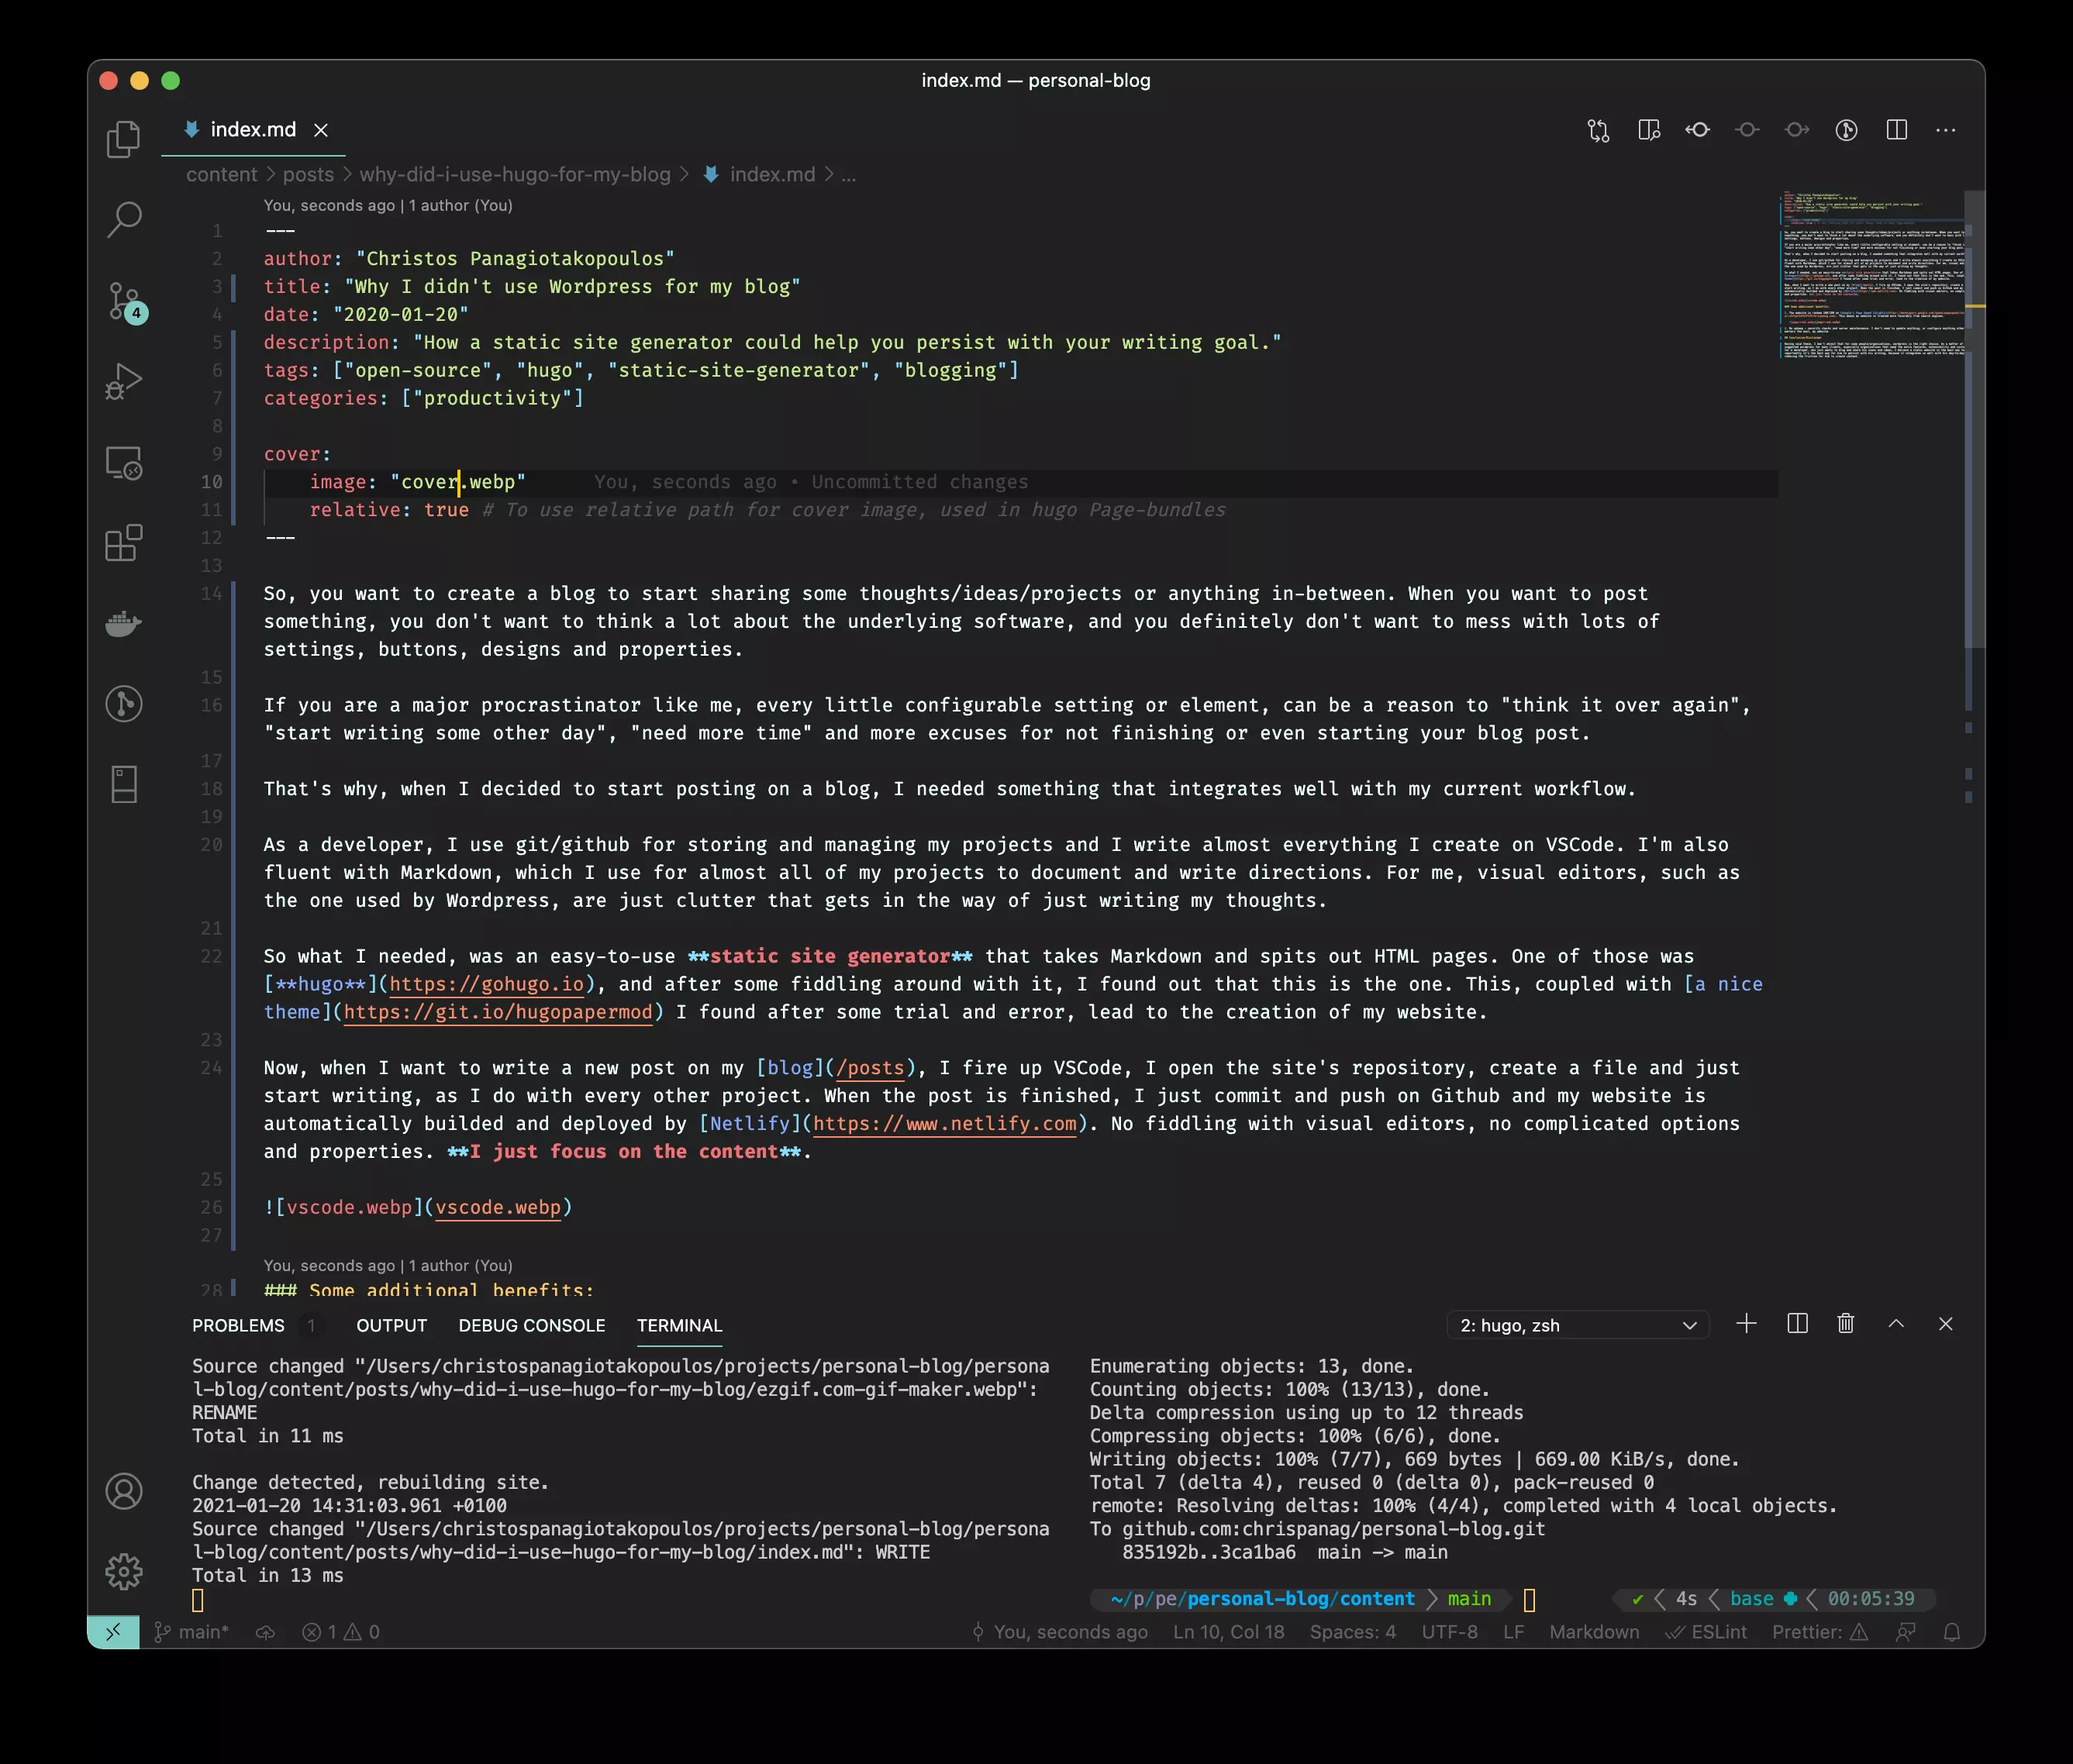 index.md — personal-blog
index.md
content > posts > why-did-i-use-hugo-for-my-blog > index.md > ...
You, seconds ago | 1 author (You)
1 ---
2 author: "Christos Panagiotakopoulos"
3 title: "Why I didn't use Wordpress for my blog"
4 date: "2020-01-20"
5 description: "How a static site generator could help you persist with your writing goal."
6 tags: ["open-source", "hugo", "static-site-generator", "blogging"]
7 categories: ["productivity"]
8
9 cover:
10 image: "cover.webp" You, seconds ago • Uncommitted changes
11 relative: true # To use relative path for cover image, used in hugo Page-bundles
12 ---
13
14 So, you want to create a blog to start sharing some thoughts/ideas/projects or anything in-between. When you want to post
something, you don't want to think a lot about the underlying software, and you definitely don't want to mess with lots of
settings, buttons, designs and properties.
15
16 If you are a major procrastinator like me, every little configurable setting or element, can be a reason to "think it over again",
"start writing some other day", "need more time" and more excuses for not finishing or even starting your blog post.
17
18 That's why, when I decided to start posting on a blog, I needed something that integrates well with my current workflow.
19
20 As a developer, I use git/github for storing and managing my projects and I write almost everything I create on VSCode. I'm also
fluent with Markdown, which I use for almost all of my projects to document and write directions. For me, visual editors, such as
the one used by Wordpress, are just clutter that gets in the way of just writing my thoughts.
21
22 So what I needed, was an easy-to-use **static site generator** that takes Markdown and spits out HTML pages. One of those was
[**hugo**](https://gohugo.io), and after some fiddling around with it, I found out that this is the one. This, coupled with [a nice
theme](https://git.io/hugopapermod) I found after some trial and error, lead to the creation of my website.
23
24 Now, when I want to write a new post on my [blog](/posts), I fire up VSCode, I open the site's repository, create a file and just
start writing, as I do with every other project. When the post is finished, I just commit and push on Github and my website is
automatically builded and deployed by [Netlify](https://www.netlify.com). No fiddling with visual editors, no complicated options
and properties. **I just focus on the content**.
25
26 ![vscode.webp](vscode.webp)
27
You, seconds ago | 1 author (You)
28 ### Some additional benefits:
4
PROBLEMS 1 OUTPUT DEBUG CONSOLE TERMINAL 2: hugo, zsh
Source changed "/Users/christospanagiotakopoulos/projects/personal-blog/persona
l-blog/content/posts/why-did-i-use-hugo-for-my-blog/ezgif.com-gif-maker.webp":
RENAME
Total in 11 ms
Change detected, rebuilding site.
2021-01-20 14:31:03.961 +0100
Source changed "/Users/christospanagiotakopoulos/projects/personal-blog/persona
l-blog/content/posts/why-did-i-use-hugo-for-my-blog/index.md": WRITE
Total in 13 ms
Enumerating objects: 13, done.
Counting objects: 100% (13/13), done.
Delta compression using up to 12 threads
Compressing objects: 100% (6/6), done.
Writing objects: 100% (7/7), 669 bytes | 669.00 KiB/s, done.
Total 7 (delta 4), reused 0 (delta 0), pack-reused 0
remote: Resolving deltas: 100% (4/4), completed with 4 local objects.
To github.com:chrispanag/personal-blog.git
835192b..3ca1ba6 main -> main
~/p/pe/personal-blog/content > main ✔ < 4s < base < 00:05:39
main* 1 0 You, seconds ago Ln 10, Col 18 Spaces: 4 UTF-8 LF Markdown ESLint Prettier: